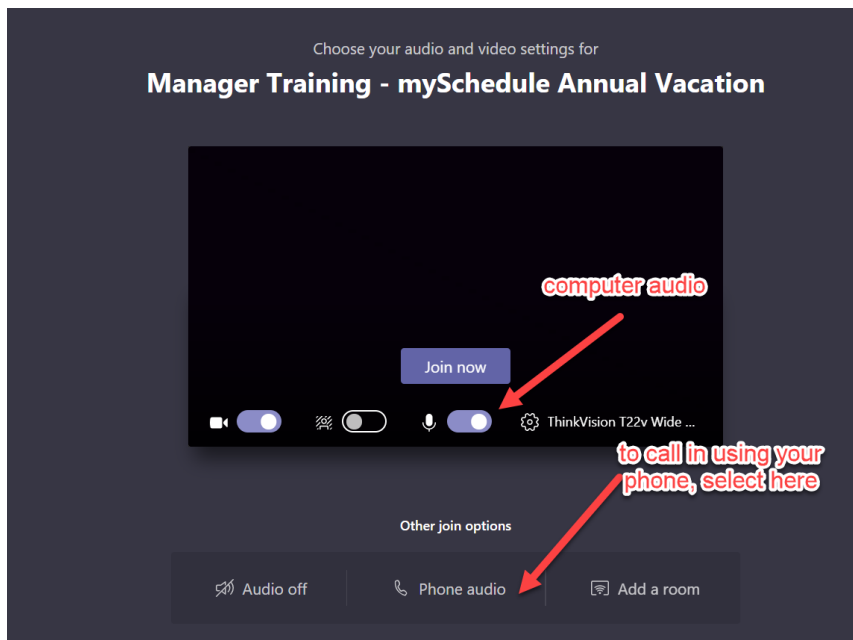 Choose your audio and video settings for
Manager Training - mySchedule Annual Vacation
computer audio
Join now
ThinkVision T22v Wide ...
to call in using your
phone, select here
Other join options
Audio off
Phone audio
Add a room